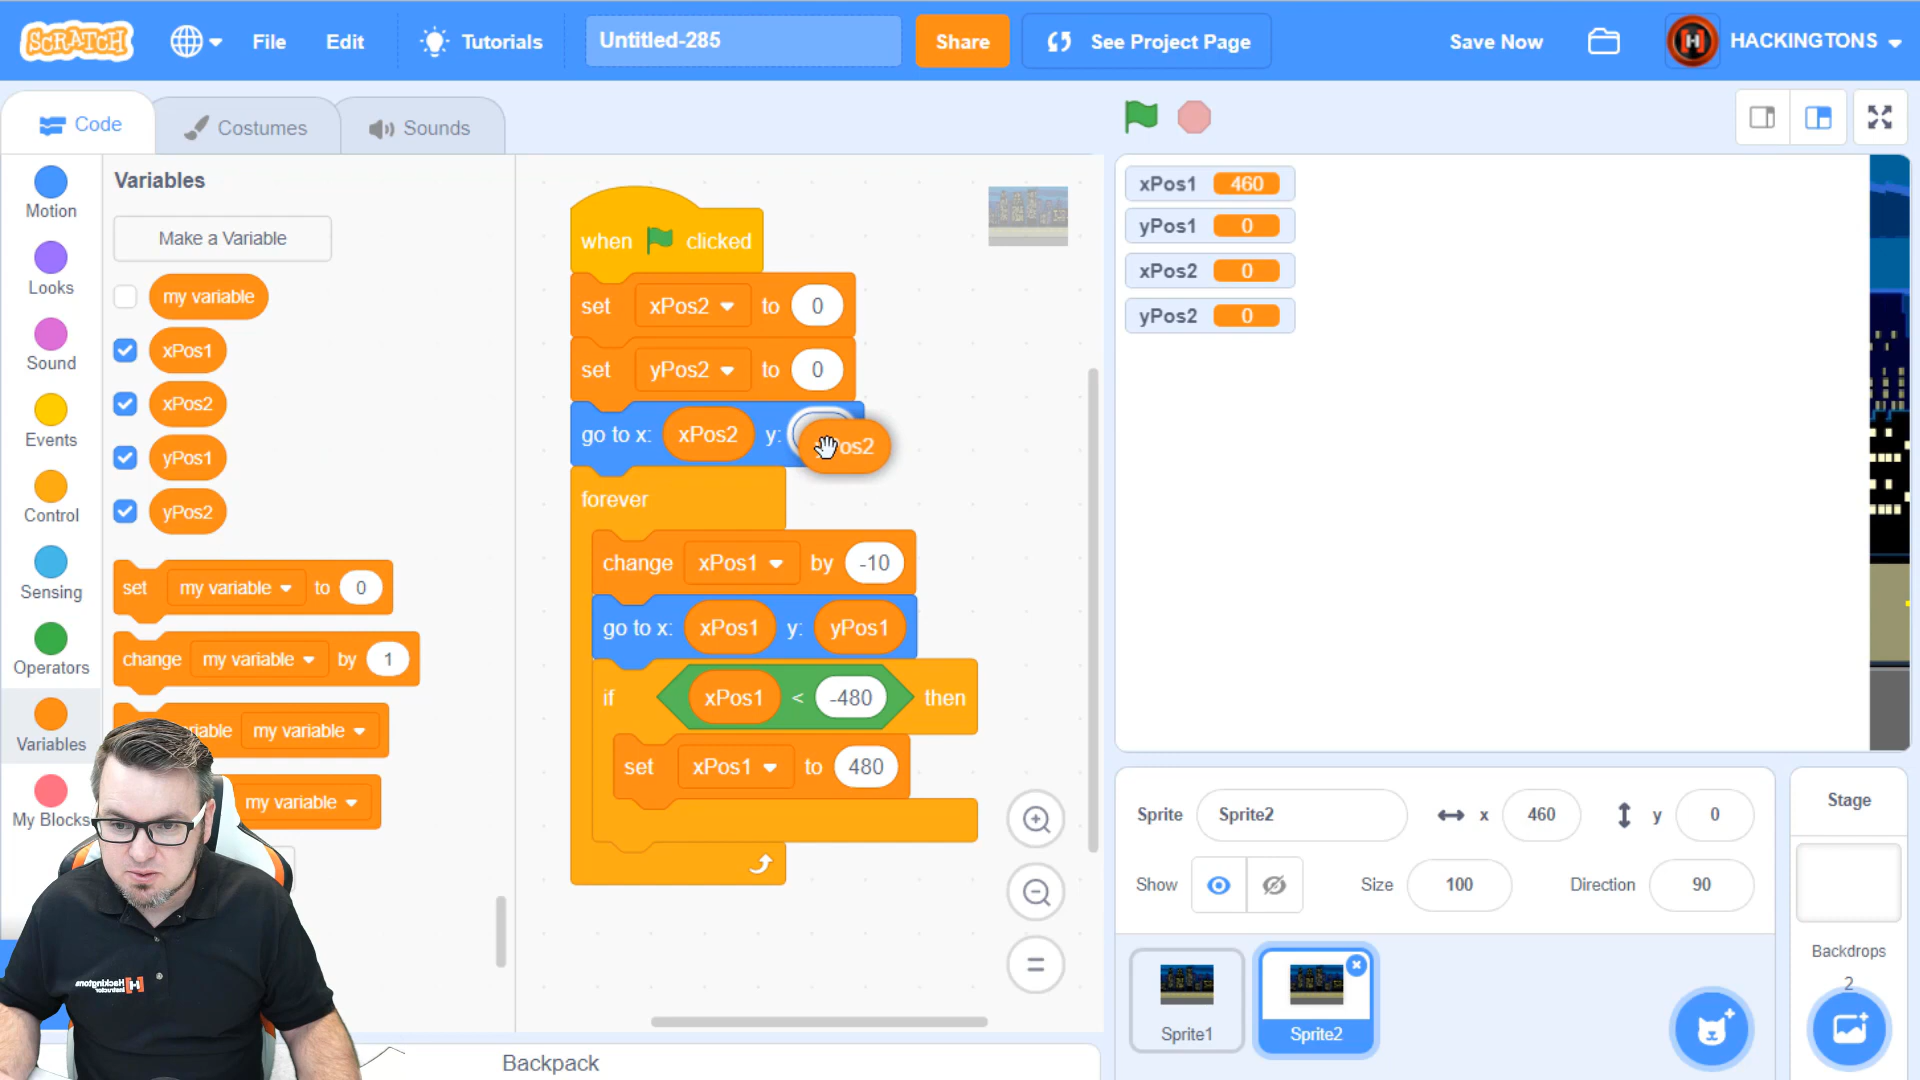 SCRATCH
File
Edit
Tutorials
Untitled-285
Share
See Project Page
Save Now
HACKINGTONS
Code
Costumes
Sounds
Motion
Looks
Sound
Events
Control
Sensing
Operators
Variables
My Blocks
Variables
Make a Variable
my variable
xPos1
xPos2
yPos1
yPos2
set my variable to 0
change my variable by 1
my variable
my variable
when clicked
set xPos2 to 0
set yPos2 to 0
go to x: xPos2 y:
forever
change xPos1 by -10
go to x: xPos1 y: yPos1
if xPos1 < -480 then
set xPos1 to 480
Backpack
xPos1 460
yPos1 0
xPos2 0
yPos2 0
Sprite Sprite2 x 460 y 0
Show Size 100 Direction 90
Sprite1
Sprite2
Stage
Backdrops
2